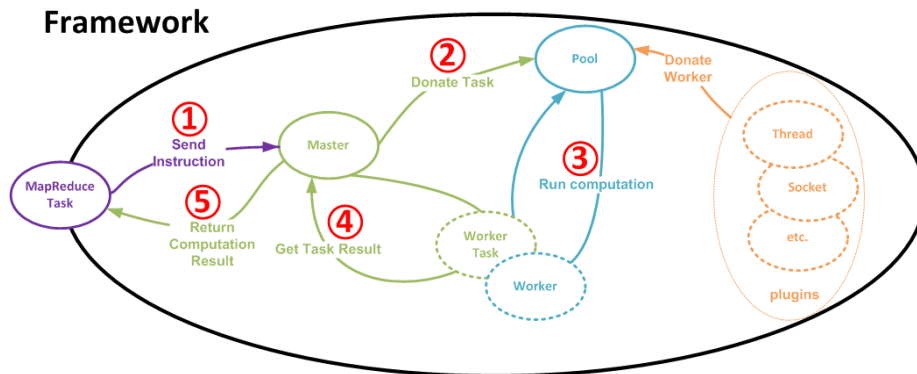 Framework
①
Send
Instruction
MapReduce
Task
⑤
Return
Computation
Result
Master
②
Donate Task
④
Get Task Result
Pool
③
Run computation
Worker
Task
Worker
Donate
Worker
Thread
Socket
etc.
plugins